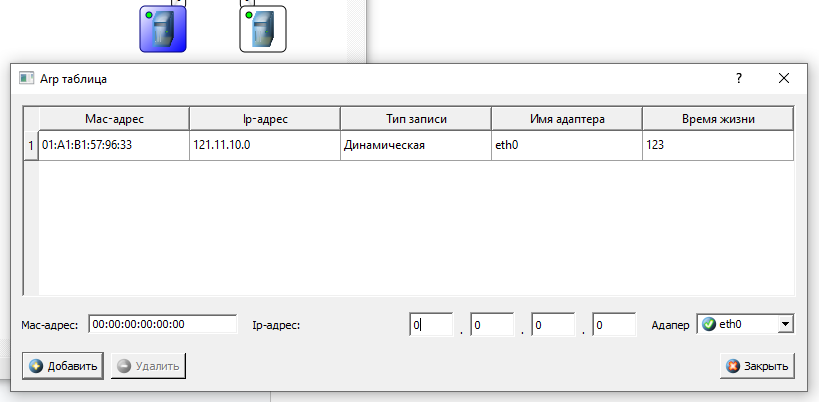 Arp таблица
?
Mac-адрес Ip-адрес Тип записи Имя адаптера Время жизни
1 01:A1:B1:57:96:33 121.11.10.0 Динамическая eth0 123
Mac-адрес: 00:00:00:00:00:00 Ip-адрес: 0 . 0 . 0 . 0 Адапер eth0
Добавить Удалить Закрыть